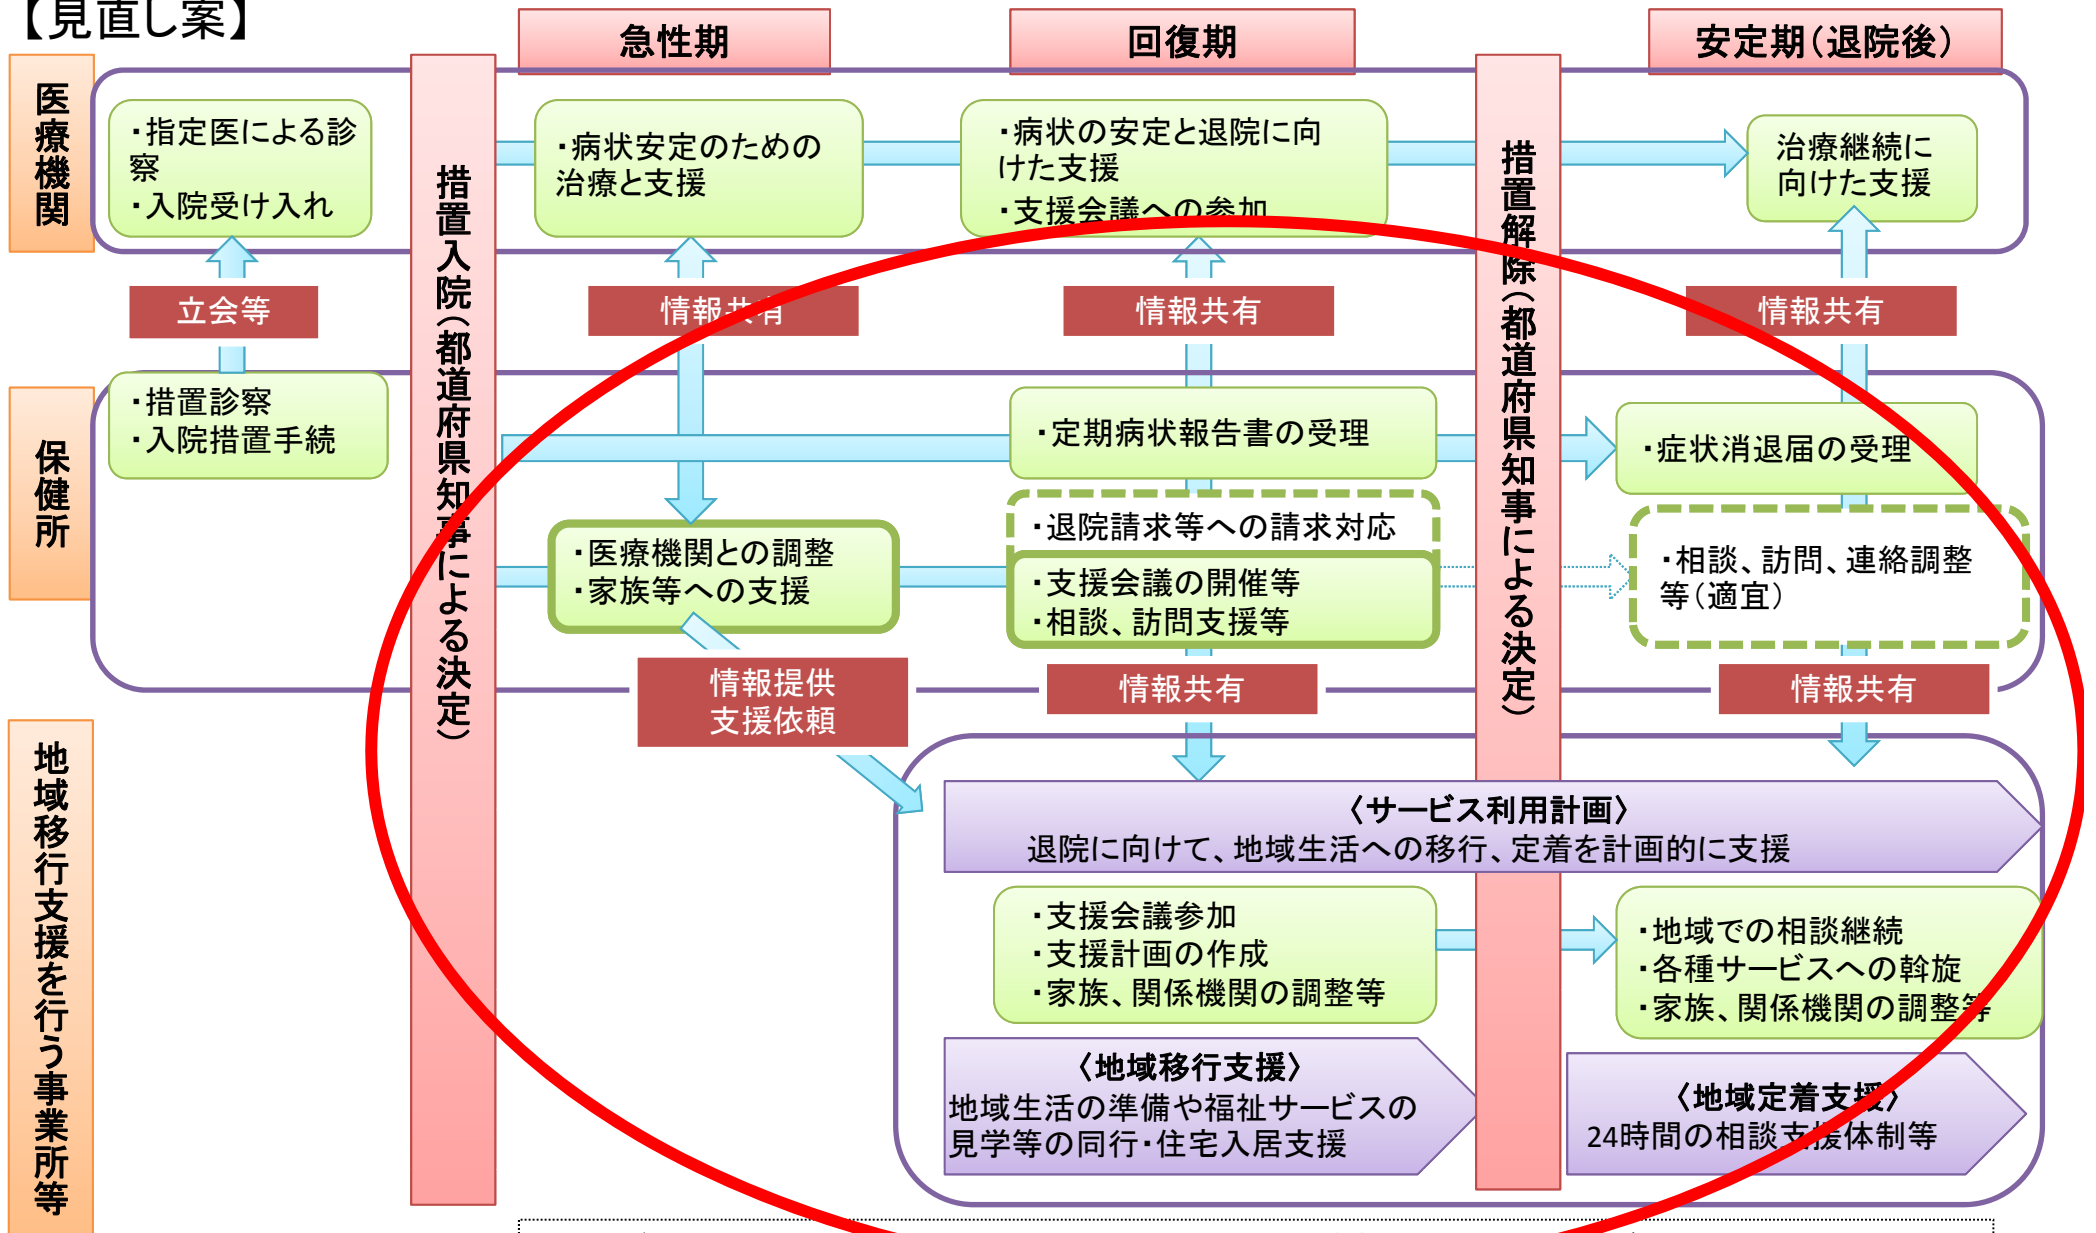 【見直し案】
急性期
回復期
安定期(退院後)
医療機関
・指定医による診
察
・入院受け入れ
措置入院(都道府県知事による決定)
・病状安定のための
治療と支援
・病状の安定と退院に向
けた支援
・支援会議への参加
措置解除(都道府県知事による決定)
治療継続に
向けた支援
立会等
情報共有
情報共有
情報共有
保健所
・措置診察
・入院措置手続
・定期病状報告書の受理
・症状消退届の受理
・医療機関との調整
・家族等への支援
・退院請求等への請求対応
・支援会議の開催等
・相談、訪問支援等
・相談、訪問、連絡調整
等(適宜)
情報提供
支援依頼
情報共有
情報共有
地域移行支援を行う事業所等
〈サービス利用計画〉
退院に向けて、地域生活への移行、定着を計画的に支援
・支援会議参加
・支援計画の作成
・家族、関係機関の調整等
・地域での相談継続
・各種サービスへの斡旋
・家族、関係機関の調整等
〈地域移行支援〉
地域生活の準備や福祉サービスの
見学等の同行・住宅入居支援
〈地域定着支援〉
24時間の相談支援体制等